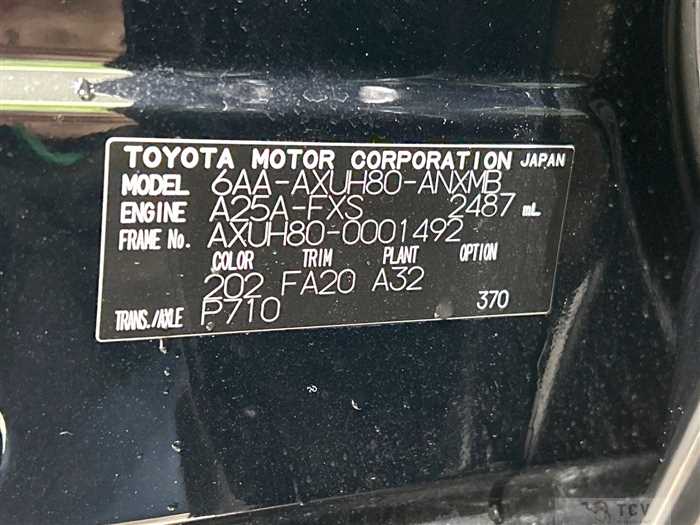 TOYOTA MOTOR CORPORATION JAPAN
MODEL 6AA-AXUH80-ANXMB
ENGINE A25A-FXS 2487 mL
FRAME No. AXUH80-0001492
COLOR TRIM PLANT OPTION
202 FA20 A32
TRANS./AXLE P710 370
TCV